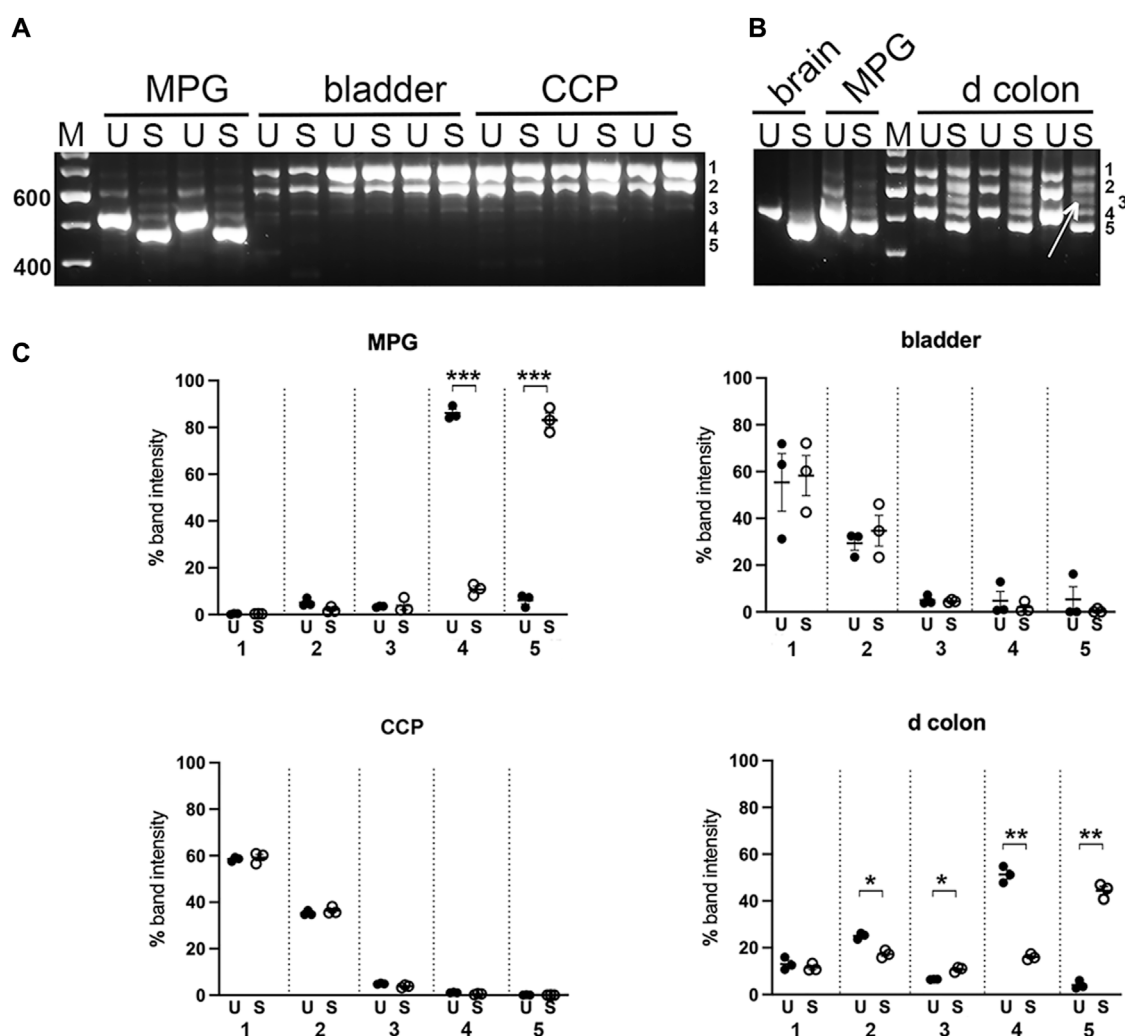 A
MPG bladder CCP
M U S U S U S U S U S U S U S U S
600
400
1
2
3
4
5
B
brain MPG d colon
U S U S M U S U S U S
1
2
3
4
5
C
MPG
% band intensity
100
80
60
40
20
0
*** ***
U S U S U S U S U S
1 2 3 4 5
bladder
% band intensity
100
80
60
40
20
0
U S U S U S U S U S
1 2 3 4 5
CCP
% band intensity
100
80
60
40
20
0
U S U S U S U S U S
1 2 3 4 5
d colon
% band intensity
100
80
60
40
20
0
* * ** **
U S U S U S U S U S
1 2 3 4 5